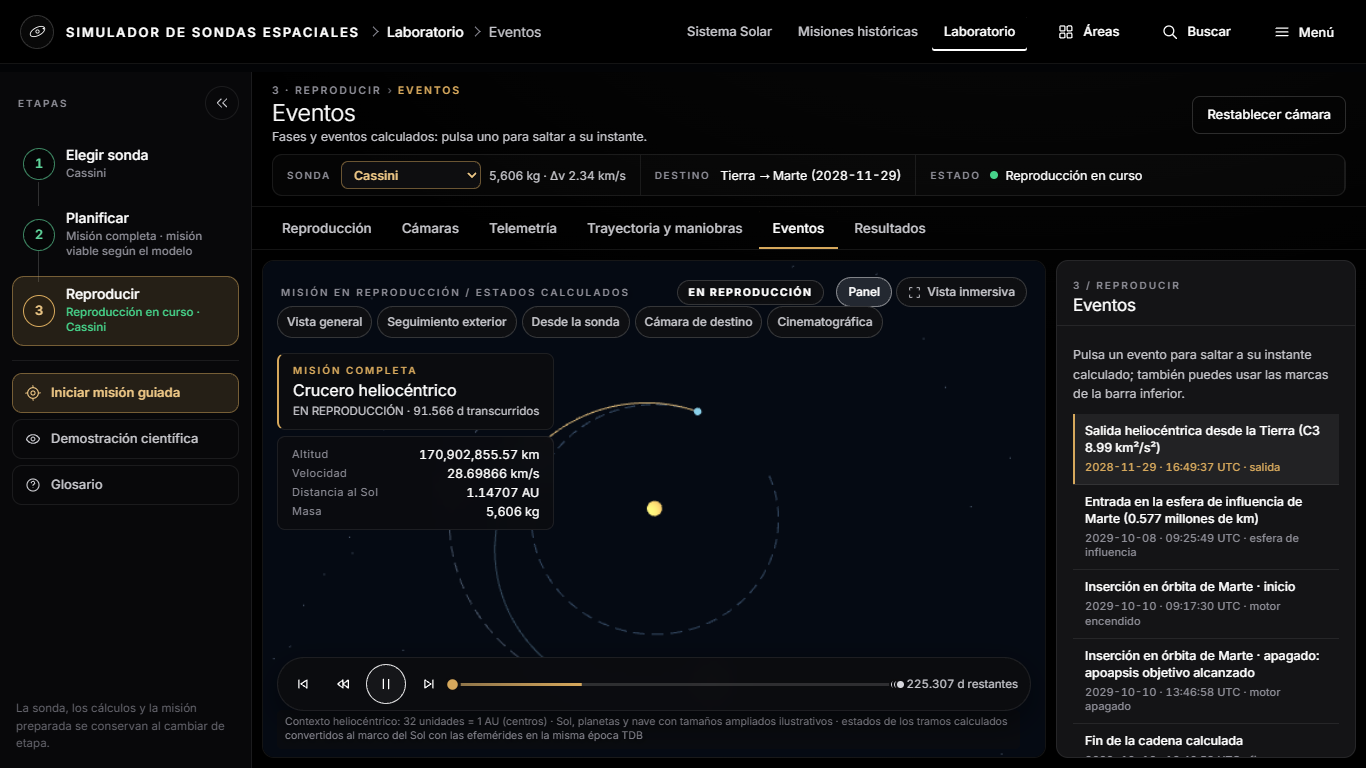 SIMULADOR DE SONDAS ESPACIALES > Laboratorio > Eventos
Sistema Solar
Misiones históricas
Laboratorio
Áreas
Buscar
Menú
ETAPAS
1
Elegir sonda
Cassini
2
Planificar
Misión completa · misión
viable según el modelo
3
Reproducir
Reproducción en curso ·
Cassini
Iniciar misión guiada
Demostración científica
Glosario
La sonda, los cálculos y la misión
preparada se conservan al cambiar de
etapa.
3 · REPRODUCIR > EVENTOS
Eventos
Fases y eventos calculados: pulsa uno para saltar a su instante.
Restablecer cámara
SONDA Cassini 5,606 kg · Δv 2.34 km/s
DESTINO Tierra → Marte (2028-11-29)
ESTADO Reproducción en curso
Reproducción
Cámaras
Telemetría
Trayectoria y maniobras
Eventos
Resultados
MISIÓN EN REPRODUCCIÓN / ESTADOS CALCULADOS
EN REPRODUCCIÓN
Panel
Vista inmersiva
Vista general
Seguimiento exterior
Desde la sonda
Cámara de destino
Cinematográfica
MISIÓN COMPLETA
Crucero heliocéntrico
EN REPRODUCCIÓN · 91.566 d transcurridos
Altitud 170,902,855.57 km
Velocidad 28.69866 km/s
Distancia al Sol 1.14707 AU
Masa 5,606 kg
225.307 d restantes
Contexto heliocéntrico: 32 unidades = 1 AU (centros) · Sol, planetas y nave con tamaños ampliados ilustrativos · estados de los tramos calculados
convertidos al marco del Sol con las efemérides en la misma época TDB
3 / REPRODUCIR
Eventos
Pulsa un evento para saltar a su instante
calculado; también puedes usar las marcas
de la barra inferior.
Salida heliocéntrica desde la Tierra (C3
8.99 km²/s²)
2028-11-29 · 16:49:37 UTC · salida
Entrada en la esfera de influencia de
Marte (0.577 millones de km)
2029-10-08 · 09:25:49 UTC · esfera de
influencia
Inserción en órbita de Marte · inicio
2029-10-10 · 09:17:30 UTC · motor
encendido
Inserción en órbita de Marte · apagado:
apoapsis objetivo alcanzado
2029-10-10 · 13:46:58 UTC · motor
apagado
Fin de la cadena calculada